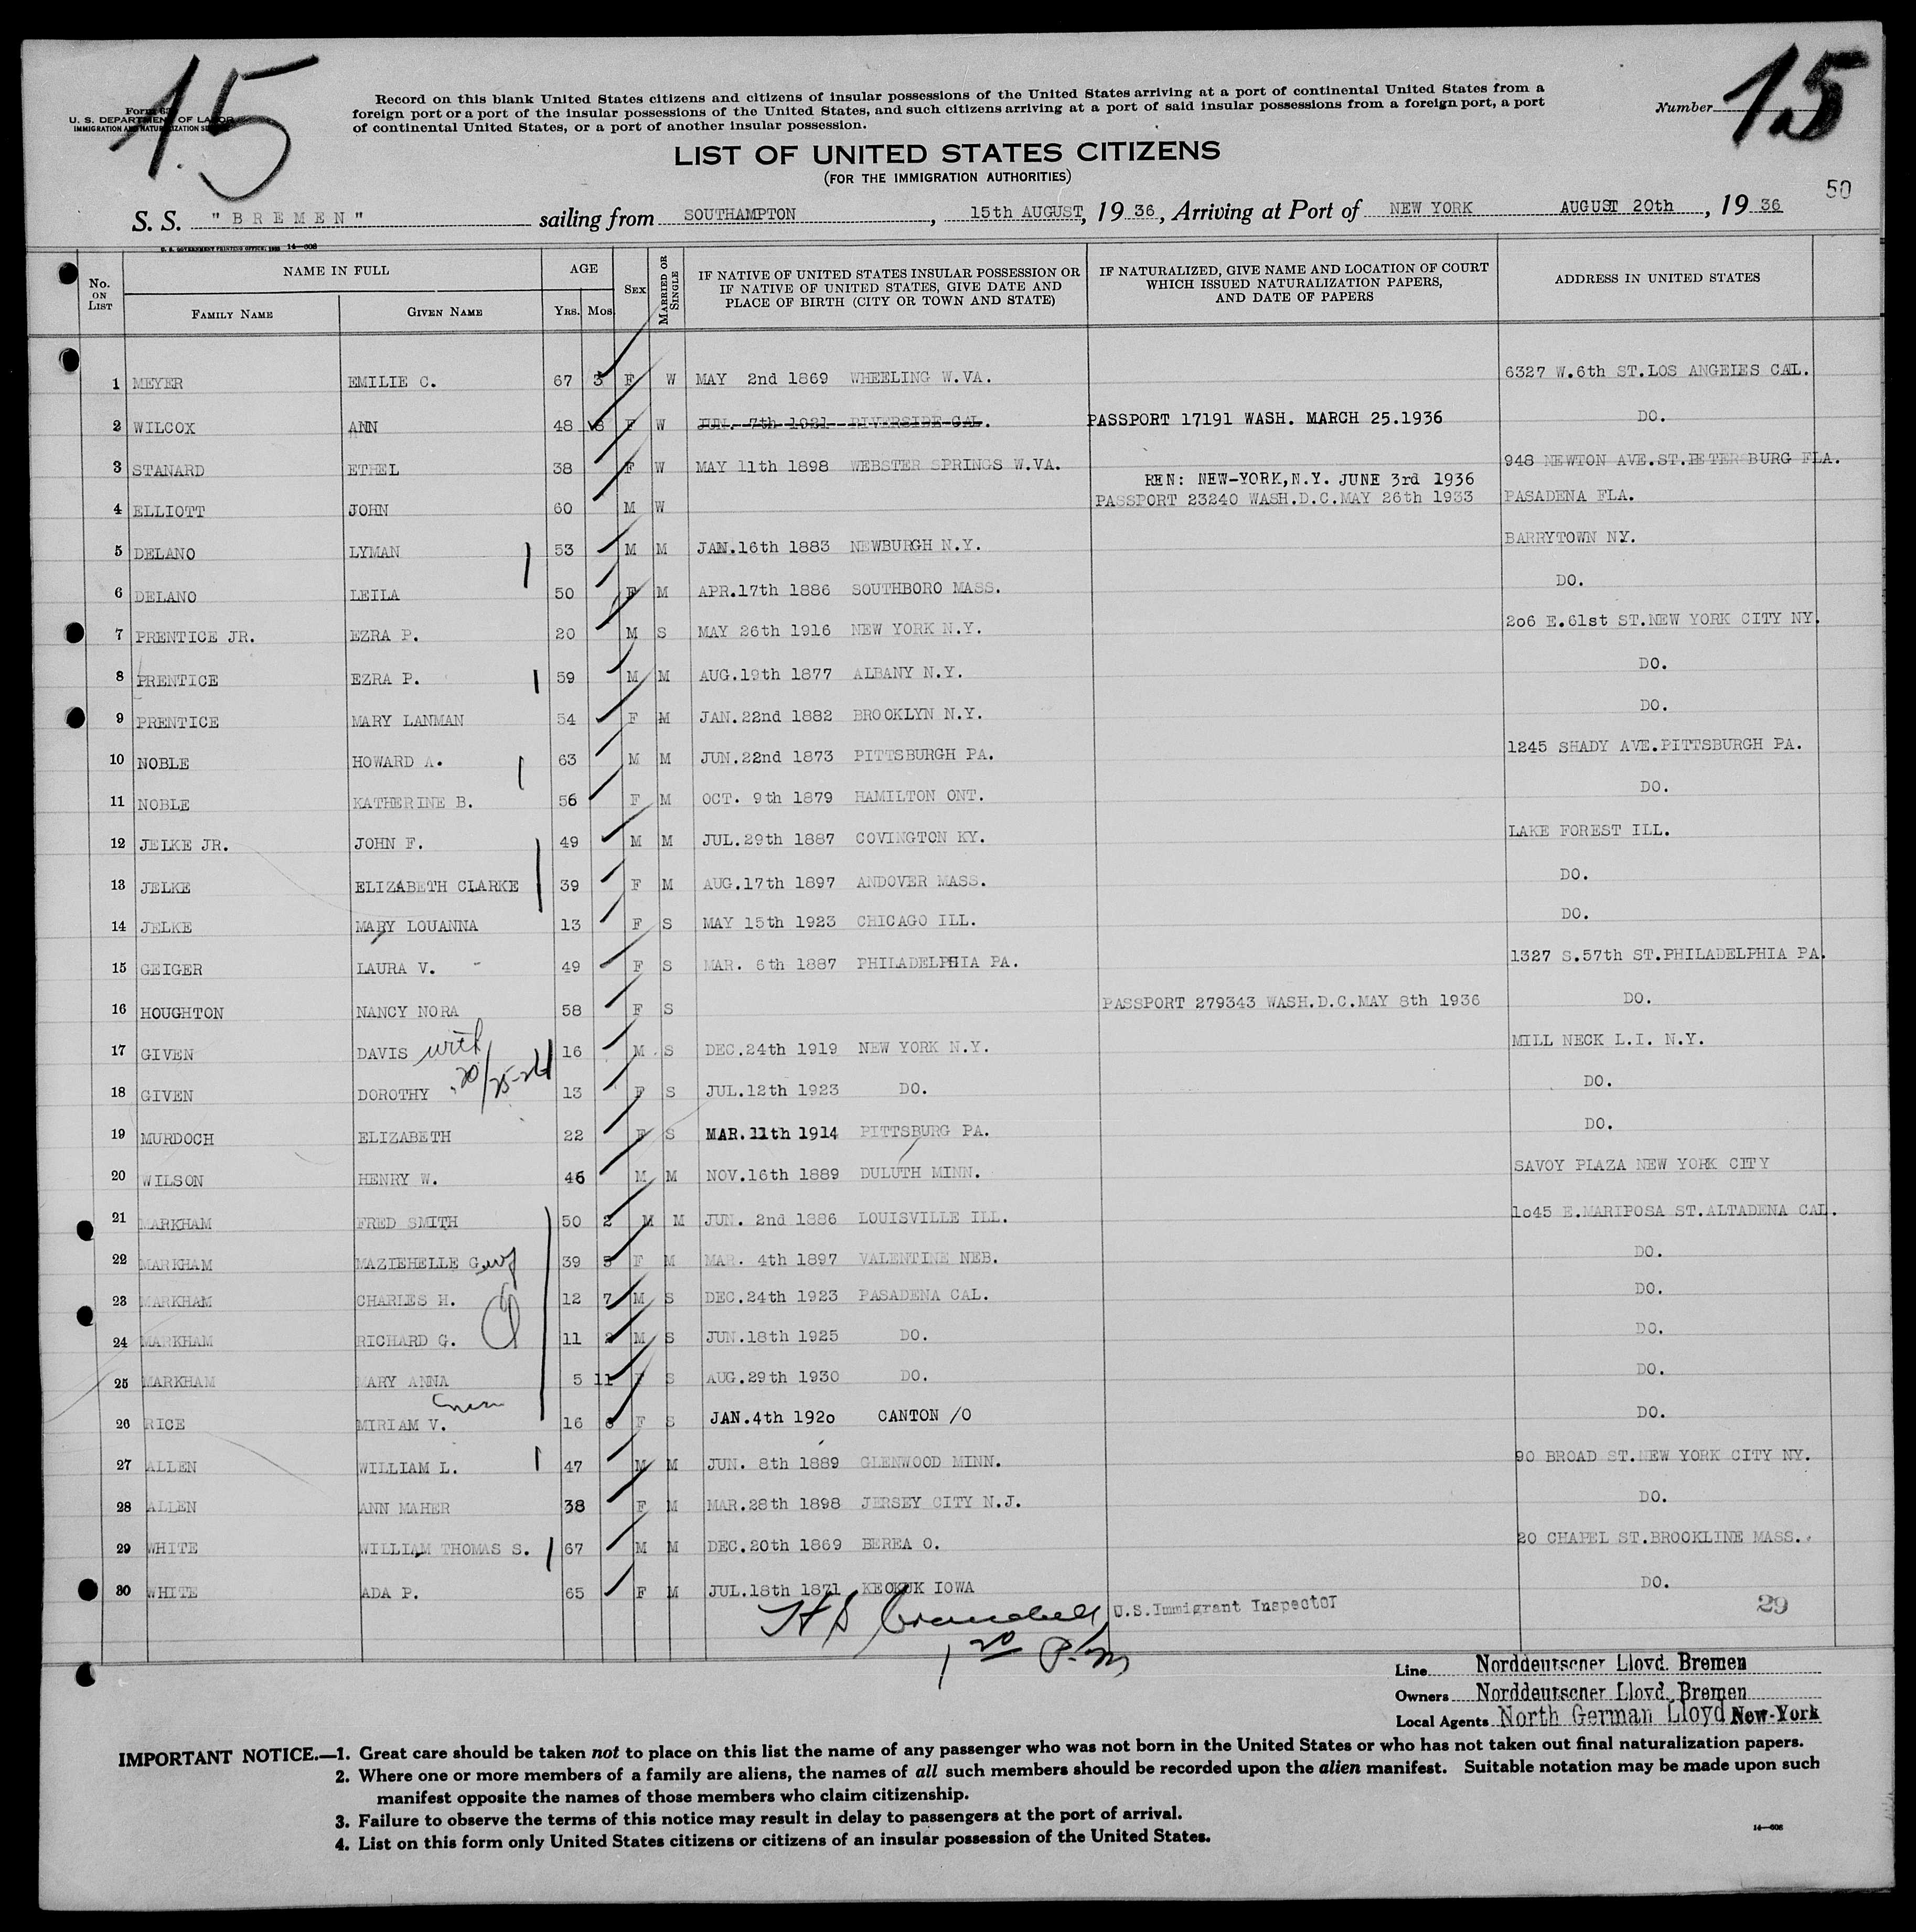 15
15
Form 630
U. S. DEPARTMENT OF LABOR
IMMIGRATION AND NATURALIZATION SERVICE
Record on this blank United States citizens and citizens of insular possessions of the United States arriving at a port of continental United States from a
foreign port or a port of the insular possessions of the United States, and such citizens arriving at a port of said insular possessions from a foreign port, a port
of continental United States, or a port of another insular possession.
Number
LIST OF UNITED STATES CITIZENS
(FOR THE IMMIGRATION AUTHORITIES)
50
S. S. "BREMEN" sailing from SOUTHAMPTON, 15th AUGUST, 19 36, Arriving at Port of NEW YORK AUGUST 20th, 19 36
U. S. GOVERNMENT PRINTING OFFICE: 14—608
No. ON LIST NAME IN FULL AGE SEX MARRIED OR SINGLE IF NATIVE OF UNITED STATES INSULAR POSSESSION OR IF NATIVE OF UNITED STATES, GIVE DATE AND PLACE OF BIRTH (CITY OR TOWN AND STATE) IF NATURALIZED, GIVE NAME AND LOCATION OF COURT WHICH ISSUED NATURALIZATION PAPERS, AND DATE OF PAPERS ADDRESS IN UNITED STATES
FAMILY NAME GIVEN NAME YRS. MOS.
1 MEYER EMILIE C. 67 3 F W MAY 2nd 1869 WHEELING W.VA. 6327 W.6th ST.LOS ANGELES CAL.
2 WILCOX ANN 48 F W JUN. 7th 1921 RIVERSIDE CAL. PASSPORT 17191 WASH. MARCH 25.1936 DO.
3 STANARD ETHEL 38 F W MAY 11th 1898 WEBSTER SPRINGS W.VA. 948 NEWTON AVE.ST.PETERSBURG FLA.
REN: NEW-YORK,N.Y. JUNE 3rd 1936
4 ELLIOTT JOHN 60 M W PASSPORT 23240 WASH.D.C.MAY 26th 1933 PASADENA FLA.
5 DELANO LYMAN 53 M M JAN.16th 1883 NEWBURGH N.Y. BARRYTOWN NY.
6 DELANO LEILA 50 F M APR.17th 1886 SOUTHBORO MASS. DO.
7 PRENTICE JR. EZRA P. 20 M S MAY 26th 1916 NEW YORK N.Y. 2o6 E.61st ST.NEW YORK CITY NY.
8 PRENTICE EZRA P. 59 M M AUG.19th 1877 ALBANY N.Y. DO.
9 PRENTICE MARY LANMAN 54 F M JAN.22nd 1882 BROOKLYN N.Y. DO.
10 NOBLE HOWARD A. 63 M M JUN.22nd 1873 PITTSBURGH PA. 1245 SHADY AVE.PITTSBURGH PA.
11 NOBLE KATHERINE B. 56 F M OCT. 9th 1879 HAMILTON ONT. DO.
12 JELKE JR. JOHN F. 49 M M JUL.29th 1887 COVINGTON KY. LAKE FOREST ILL.
13 JELKE ELIZABETH CLARKE 39 F M AUG.17th 1897 ANDOVER MASS. DO.
14 JELKE MARY LOUANNA 13 F S MAY 15th 1923 CHICAGO ILL. DO.
15 GEIGER LAURA V. 49 F S MAR. 6th 1887 PHILADELPHIA PA. 1327 S.57th ST.PHILADELPHIA PA.
16 HOUGHTON NANCY NORA 58 F S PASSPORT 279343 WASH.D.C.MAY 8th 1936 DO.
17 GIVEN DAVIS with 16 M S DEC.24th 1919 NEW YORK N.Y. MILL NECK L.I. N.Y.
18 GIVEN DOROTHY 20/25-26 13 F S JUL.12th 1923 DO. DO.
19 MURDOCH ELIZABETH 22 F S MAR.11th 1914 PITTSBURG PA. DO.
20 WILSON HENRY W. 46 M M NOV.16th 1889 DULUTH MINN. SAVOY PLAZA NEW YORK CITY
21 MARKHAM FRED SMITH 50 2 M M JUN. 2nd 1886 LOUISVILLE ILL. 1o45 E.MARIPOSA ST.ALTADENA CAL.
22 MARKHAM MAZIEHELLE G. 39 5 F M MAR. 4th 1897 VALENTINE NEB. DO.
23 MARKHAM CHARLES H. 12 7 M S DEC.24th 1923 PASADENA CAL. DO.
24 MARKHAM RICHARD G. 11 2 M S JUN.18th 1925 DO. DO.
25 MARKHAM MARY ANNA 5 11 F S AUG.29th 1930 DO. DO.
26 RICE MIRIAM V. 16 6 F S JAN.4th 192o CANTON /O DO.
27 ALLEN WILLIAM L. 47 M M JUN. 8th 1889 GLENWOOD MINN. 90 BROAD ST.NEW YORK CITY NY.
28 ALLEN ANN MAHER 38 F M MAR.28th 1898 JERSEY CITY N.J. DO.
29 WHITE WILLIAM THOMAS S. 67 M M DEC.20th 1869 BEREA O. 20 CHAPEL ST.BROOKLINE MASS.
30 WHITE ADA P. 65 F M JUL.18th 1871 KEOKUK IOWA DO.
U.S.Immigrant Inspector
29
1 20 P.M
Line Norddeutscher Lloyd. Bremen
Owners Norddeutscher Lloyd. Bremen
Local Agents North German Lloyd New-York
IMPORTANT NOTICE.—1. Great care should be taken not to place on this list the name of any passenger who was not born in the United States or who has not taken out final naturalization papers.
2. Where one or more members of a family are aliens, the names of all such members should be recorded upon the alien manifest. Suitable notation may be made upon such
manifest opposite the names of those members who claim citizenship.
3. Failure to observe the terms of this notice may result in delay to passengers at the port of arrival.
4. List on this form only United States citizens or citizens of an insular possession of the United States.
14—608